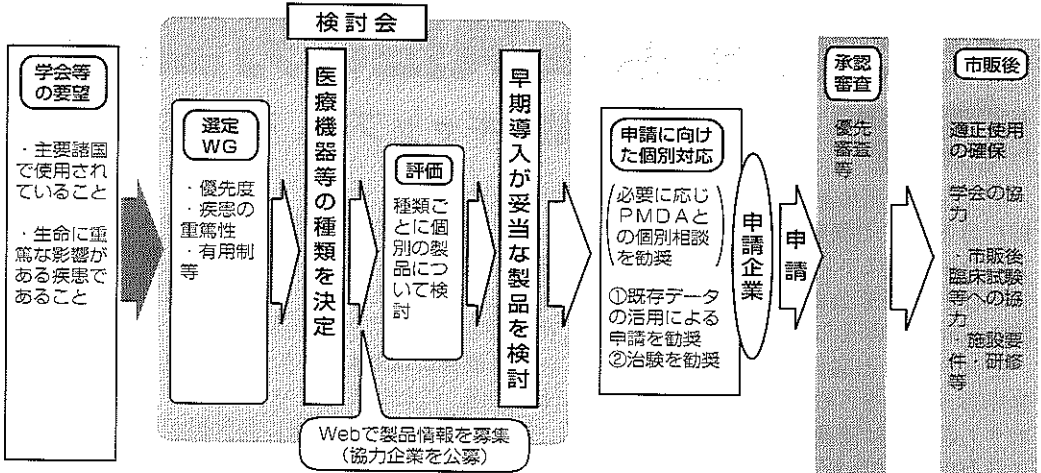 検討会
学会等
の要望
・主要諸国
で使用され
ていること
・生命に重
篤な影響が
ある疾患で
あること
選定
WG
・優先度
・疾患の
重篤性
・有用制
等
医療機器等の種類を決定
評価
種類ご
とに個
別の製
品につ
いて検
討
早期導入が妥当な製品を検討
Webで製品情報を募集
(協力企業を公募)
申請に向け
た個別対応
(必要に応じ
PMDAと
の個別相談
を勧奨)
①既存データ
の活用による
申請を勧奨
②治験を勧奨
申請企業
申請
承認
審査
優先
審査
等
市販後
適正使用
の確保
学会の協
力
・市販後
臨床試験
等への協
力
・施設要
件・研修
等